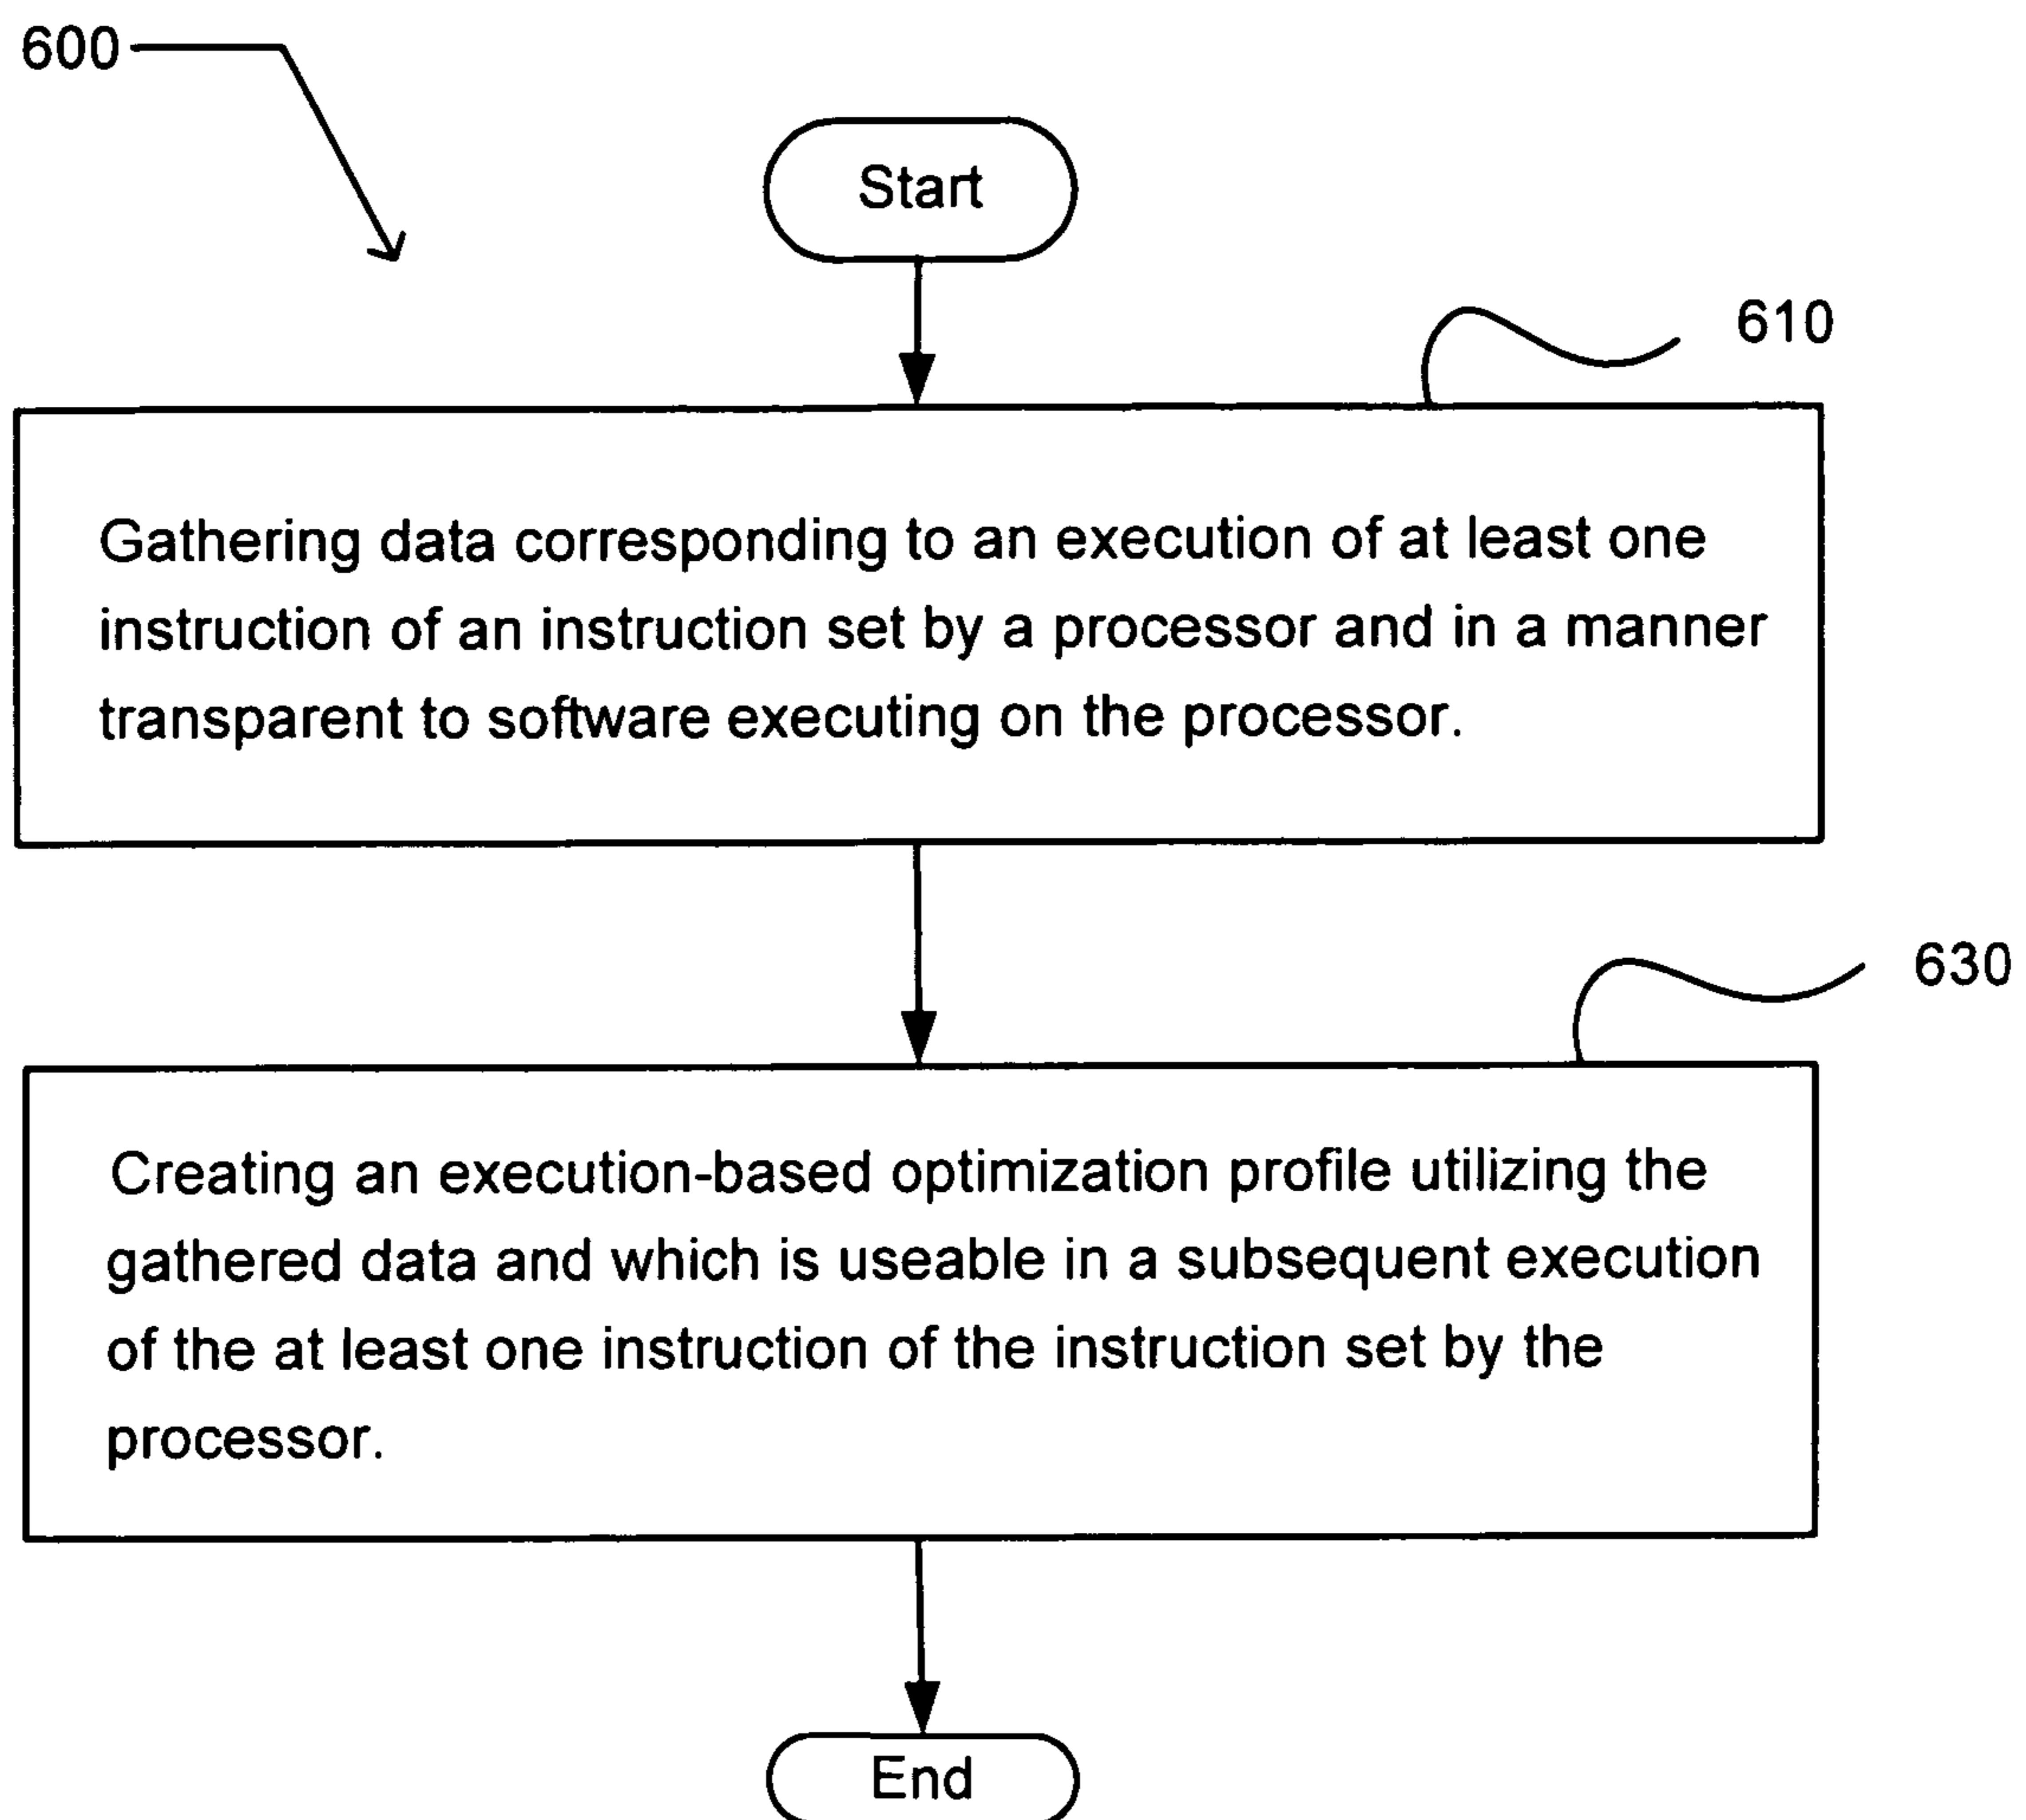 600
Start
610
Gathering data corresponding to an execution of at least one
instruction of an instruction set by a processor and in a manner
transparent to software executing on the processor.
630
Creating an execution-based optimization profile utilizing the
gathered data and which is useable in a subsequent execution
of the at least one instruction of the instruction set by the
processor.
End